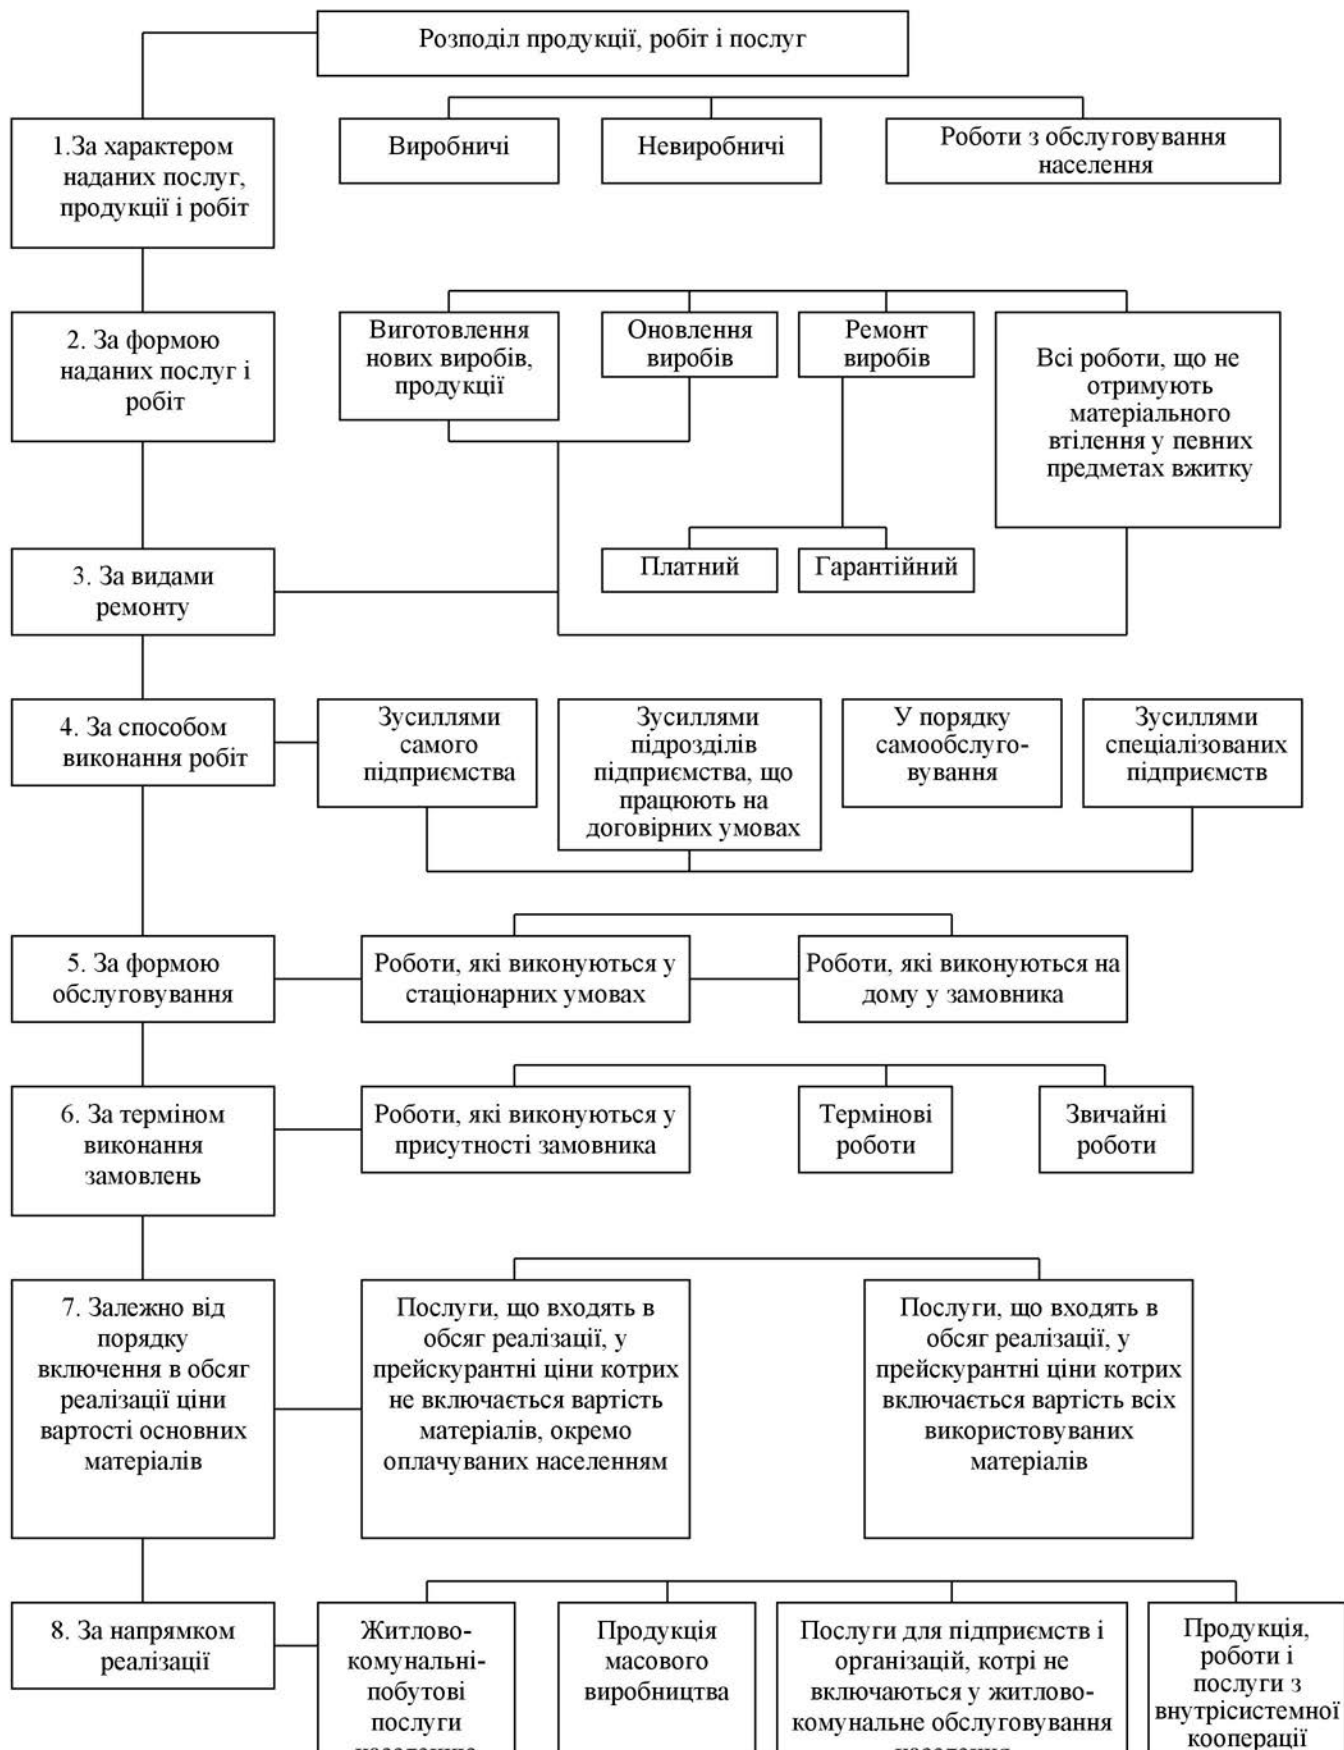 Розподіл продукції, робіт і послуг
1.За характером
наданих послуг,
продукції і робіт
Виробничі
Невиробничі
Роботи з обслуговування
населення
2. За формою
наданих послуг і
робіт
Виготовлення
нових виробів,
продукції
Оновлення
виробів
Ремонт
виробів
Всі роботи, що не
отримують
матеріального
втілення у певних
предметах вжитку
3. За видами
ремонту
Платний
Гарантійний
4. За способом
виконання робіт
Зусиллями
самого
підприємства
Зусиллями
підрозділів
підприємства, що
працюють на
договірних умовах
У порядку
самообслуго-
вування
Зусиллями
спеціалізованих
підприємств
5. За формою
обслуговування
Роботи, які виконуються у
стаціонарних умовах
Роботи, які виконуються на
дому у замовника
6. За терміном
виконання
замовлень
Роботи, які виконуються у
присутності замовника
Термінові
роботи
Звичайні
роботи
7. Залежно від
порядку
включення в обсяг
реалізації ціни
вартості основних
матеріалів
Послуги, що входять в
обсяг реалізації, у
прейскурантні ціни котрих
не включається вартість
матеріалів, окремо
оплачуваних населенням
Послуги, що входять в
обсяг реалізації, у
прейскурантні ціни котрих
включається вартість всіх
використовуваних
матеріалів
8. За напрямком
реалізації
Житлово-
комунальні-
побутові
послуги
Продукція
масового
виробництва
Послуги для підприємств і
організацій, котрі не
включаються у житлово-
комунальне обслуговування
Продукція,
роботи і
послуги з
внутрісистемної
кооперації